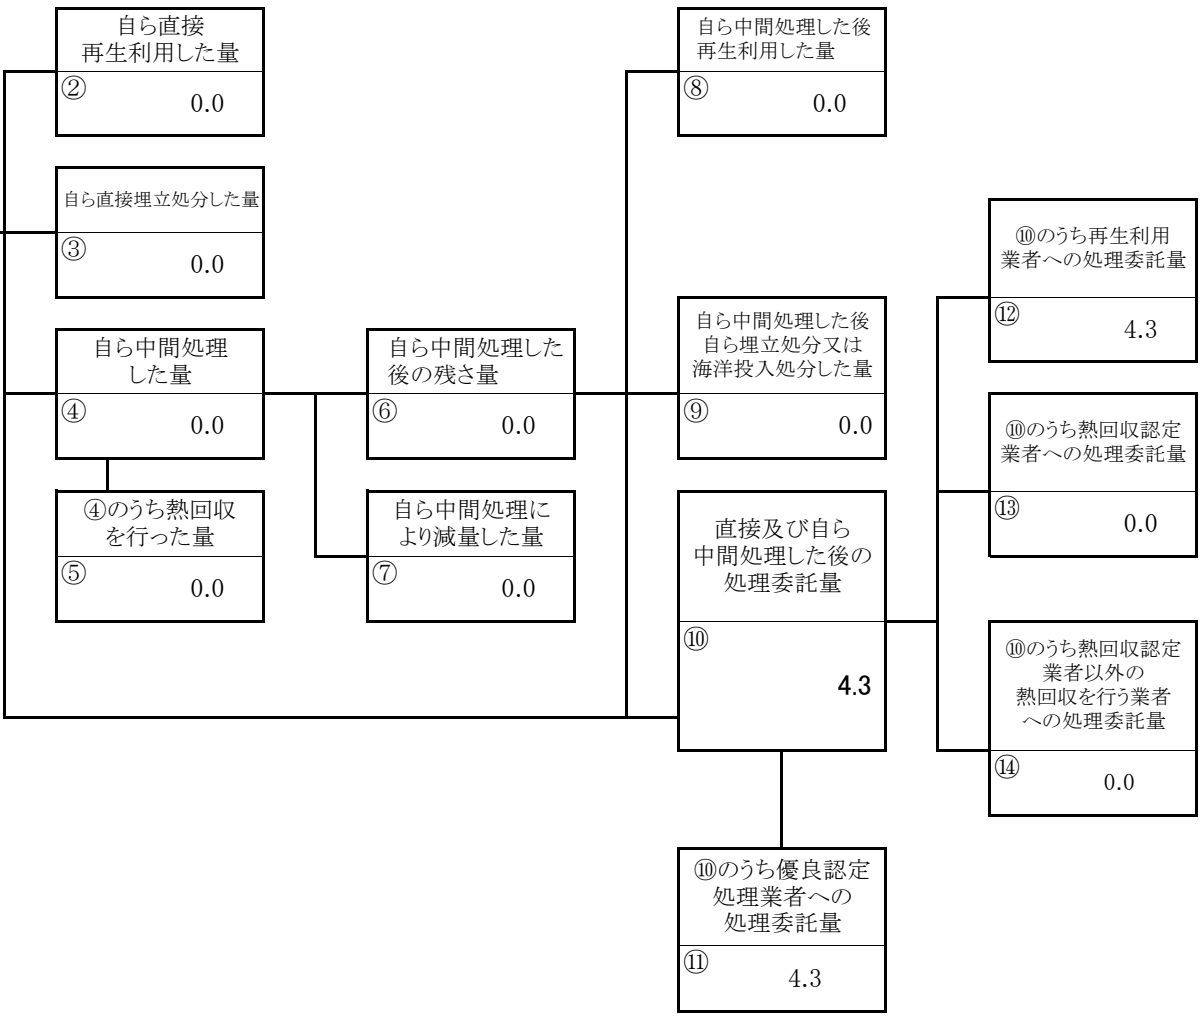 自ら直接
再生利用した量
②
0.0
自ら直接埋立処分した量
③
0.0
自ら中間処理
した量
④
0.0
④のうち熱回収
を行った量
⑤
0.0
自ら中間処理した
後の残さ量
⑥
0.0
自ら中間処理に
より減量した量
⑦
0.0
自ら中間処理した後
再生利用した量
⑧
0.0
自ら中間処理した後
自ら埋立処分又は
海洋投入処分した量
⑨
0.0
直接及び自ら
中間処理した後の
処理委託量
⑩
4.3
⑩のうち優良認定
処理業者への
処理委託量
⑪
4.3
⑩のうち再生利用
業者への処理委託量
⑫
4.3
⑩のうち熱回収認定
業者への処理委託量
⑬
0.0
⑩のうち熱回収認定
業者以外の
熱回収を行う業者
への処理委託量
⑭
0.0